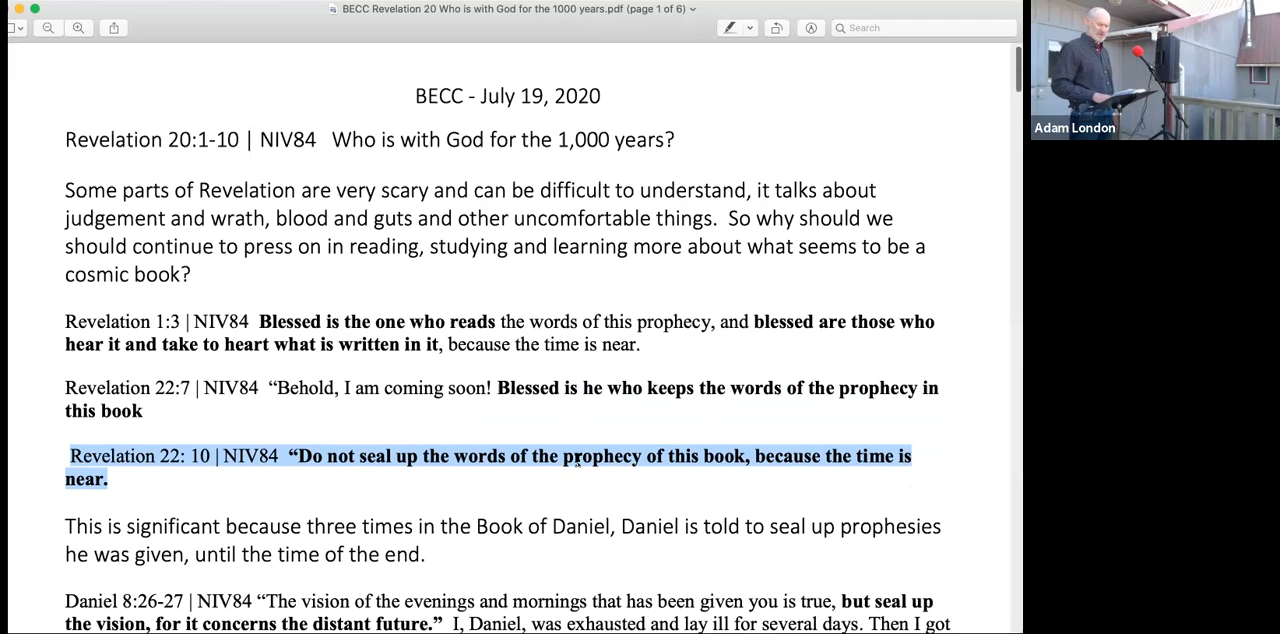 BECC Revelation 20 Who is with God for the 1000 years.pdf (page 1 of 6)
Search
BECC - July 19, 2020
Revelation 20:1-10 | NIV84 Who is with God for the 1,000 years?
Some parts of Revelation are very scary and can be difficult to understand, it talks about
judgement and wrath, blood and guts and other uncomfortable things. So why should we
should continue to press on in reading, studying and learning more about what seems to be a
cosmic book?
Revelation 1:3 | NIV84 Blessed is the one who reads the words of this prophecy, and blessed are those who
hear it and take to heart what is written in it, because the time is near.
Revelation 22:7 | NIV84 “Behold, I am coming soon! Blessed is he who keeps the words of the prophecy in
this book
Revelation 22: 10 | NIV84 “Do not seal up the words of the prophecy of this book, because the time is
near.
This is significant because three times in the Book of Daniel, Daniel is told to seal up prophesies
he was given, until the time of the end.
Daniel 8:26-27 | NIV84 “The vision of the evenings and mornings that has been given you is true, but seal up
the vision, for it concerns the distant future.” I, Daniel, was exhausted and lay ill for several days. Then I got
Adam London